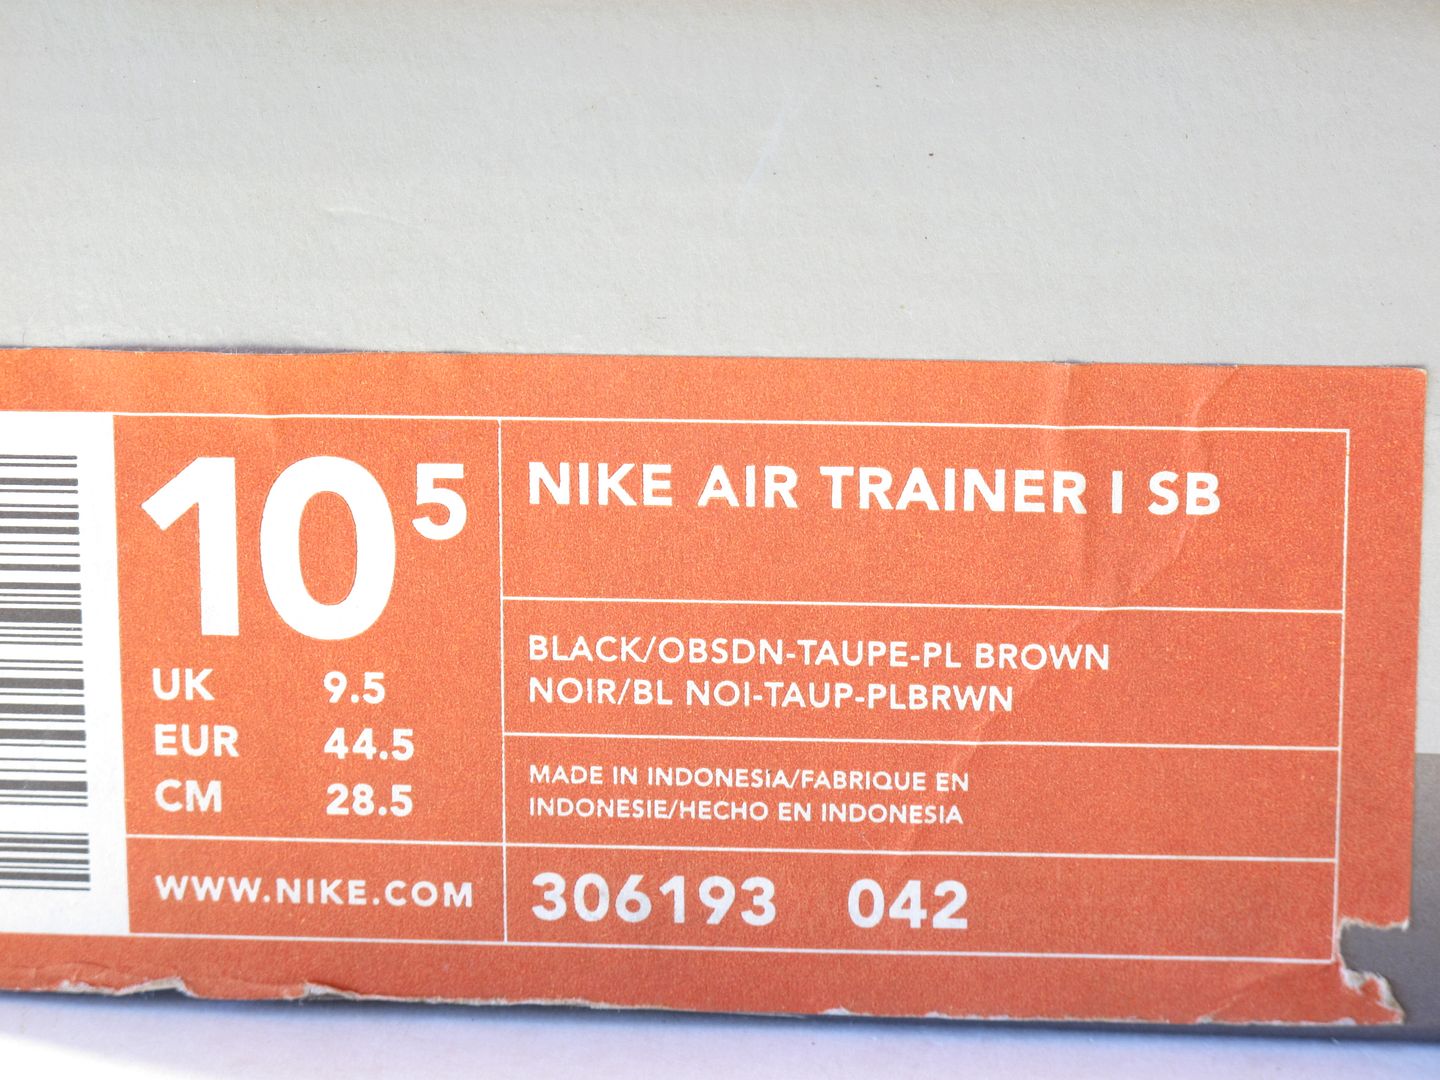 10 5
UK 9.5
EUR 44.5
CM 28.5
WWW.NIKE.COM
NIKE AIR TRAINER I SB
BLACK/OBSDN-TAUPE-PL BROWN
NOIR/BL NOI-TAUP-PLBRWN
MADE IN INDONESIA/FABRIQUE EN
INDONESIE/HECHO EN INDONESIA
306193 042